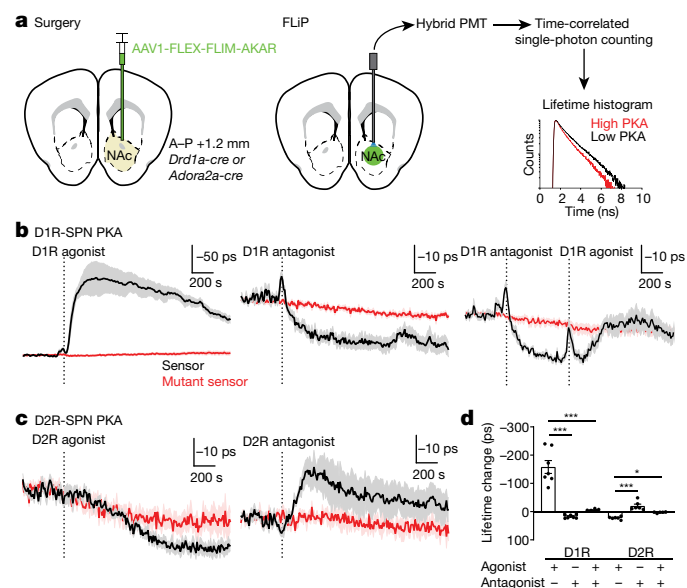 a Surgery
AAV1-FLEX-FLIM-AKAR
NAc
A–P +1.2 mm
Drd1a-cre or
Adora2a-cre
FLiP
NAc
Hybrid PMT
Time-correlated
single-photon counting
Lifetime histogram
High PKA
Low PKA
Counts
0 2 4 6 8 10
Time (ns)
b D1R-SPN PKA
D1R agonist
–50 ps
200 s
Sensor
Mutant sensor
D1R antagonist
–10 ps
200 s
D1R antagonist
D1R agonist
–10 ps
200 s
c D2R-SPN PKA
D2R agonist
–10 ps
200 s
D2R antagonist
–10 ps
200 s
d
Lifetime change (ps)
–300
–200
–100
0
100
***
***
*
***
D1R D2R
Agonist + – + + – +
Antagonist – + + – + +